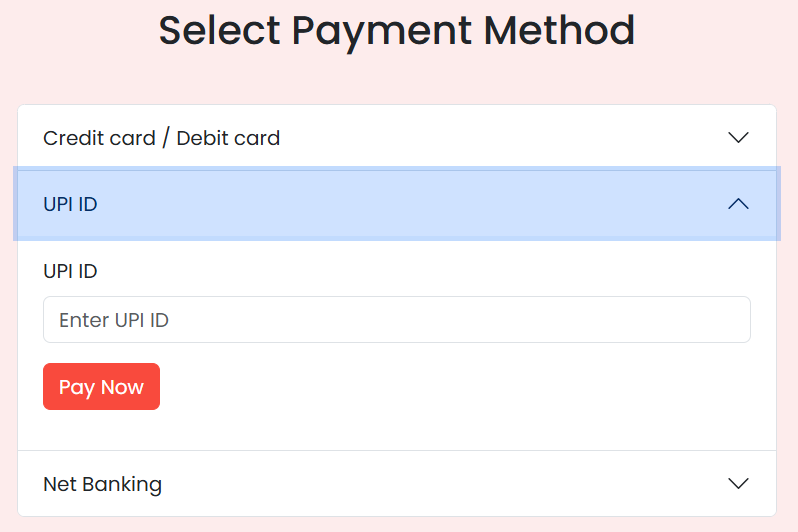 Select Payment Method
Credit card / Debit card
UPI ID
UPI ID
Enter UPI ID
Pay Now
Net Banking